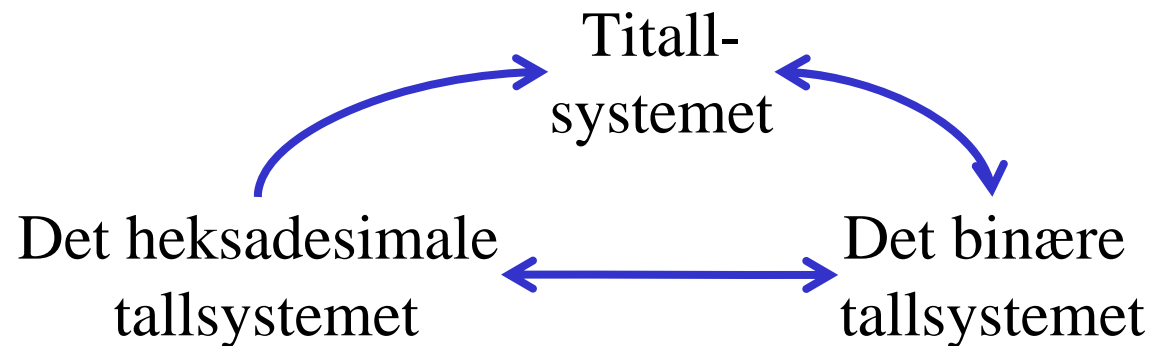 Titall-
systemet
Det heksadesimale
tallsystemet
Det binære
tallsystemet